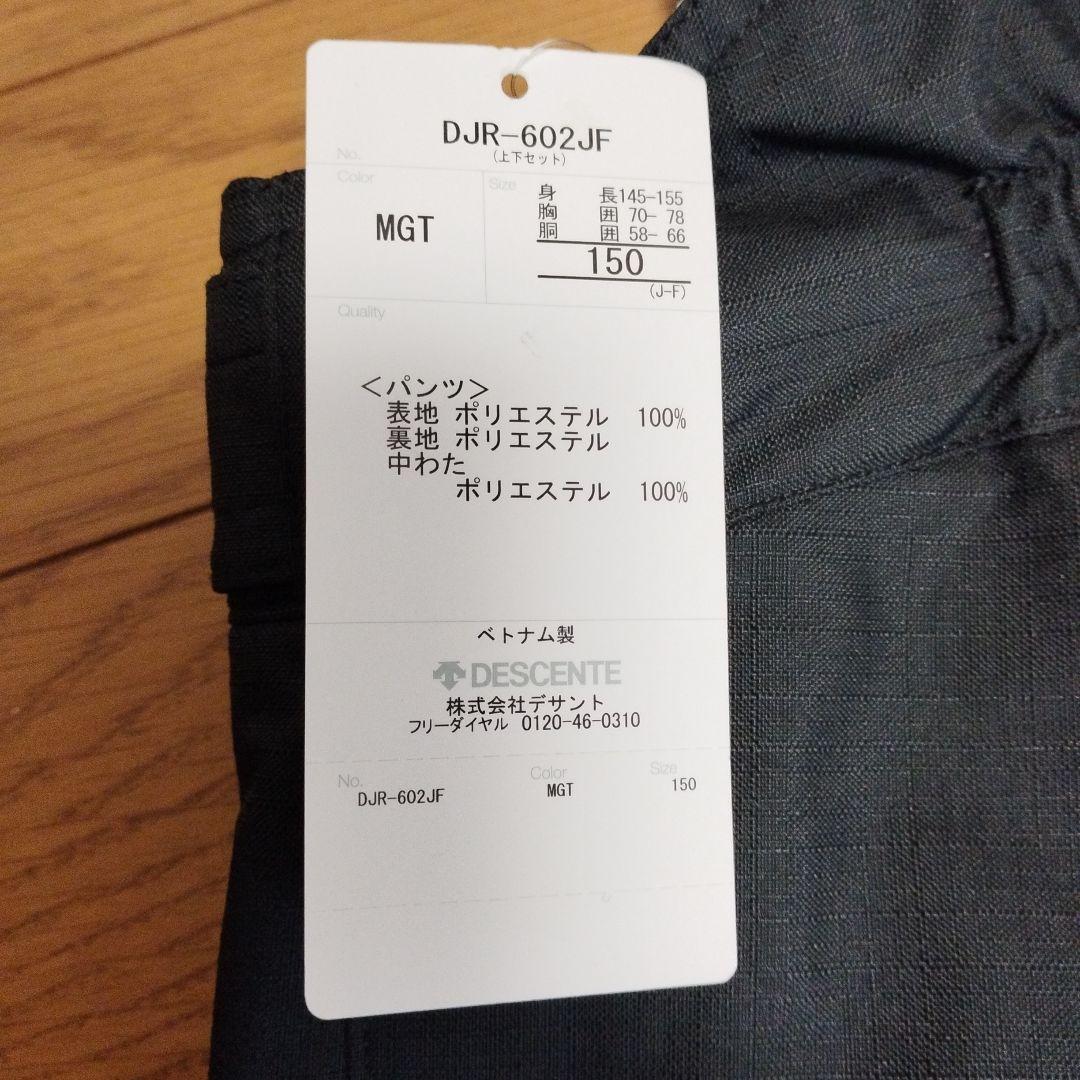 DJR-602JF
No. (上下セット)
Color
MGT
Size
身 長145-155
胸 囲 70- 78
胴 囲 58- 66
150
(J-F)
Quality
<パンツ>
表地 ポリエステル 100%
裏地 ポリエステル
中わた
ポリエステル 100%
ベトナム製
DESCENTE
株式会社デサント
フリーダイヤル 0120-46-0310
No. Color Size
DJR-602JF MGT 150